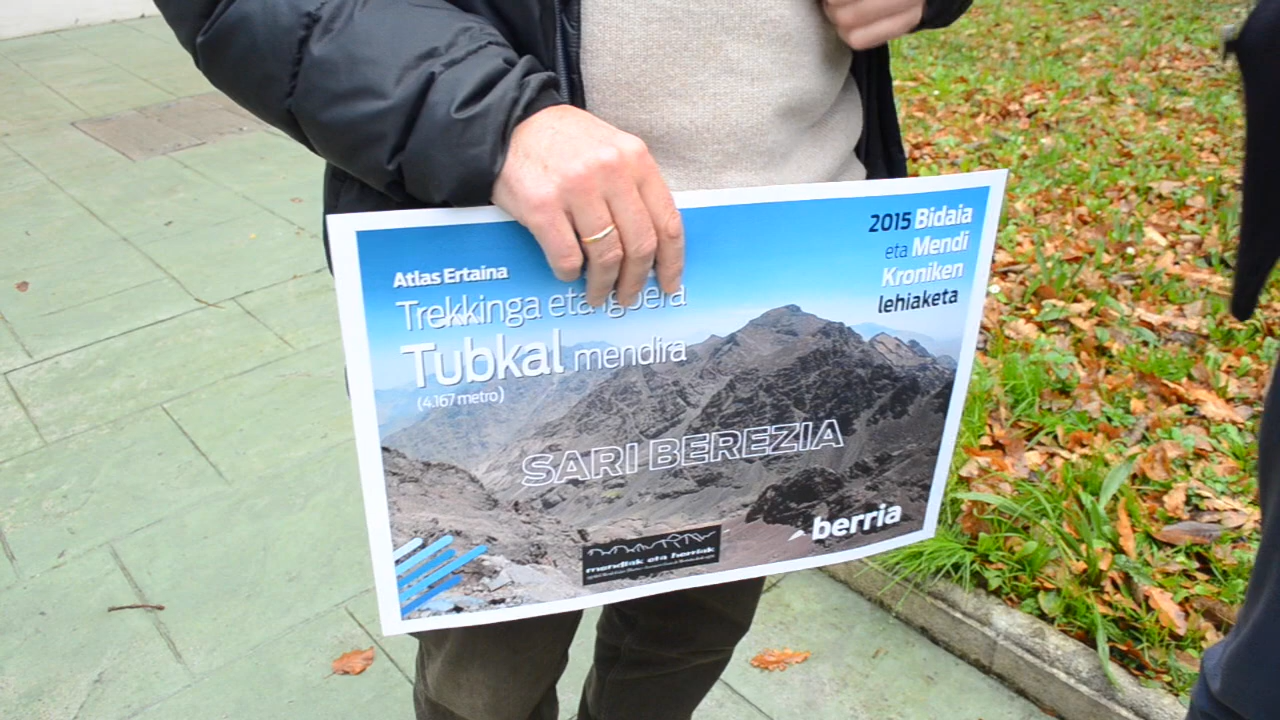 Atlas Ertaina
Trekkinga eta igoera
Tubkal mendira
(4.167 metro)
2015 Bidaia
eta Mendi
Kroniken
lehiaketa
SARI BEREZIA
berria
mendiak eta herriak